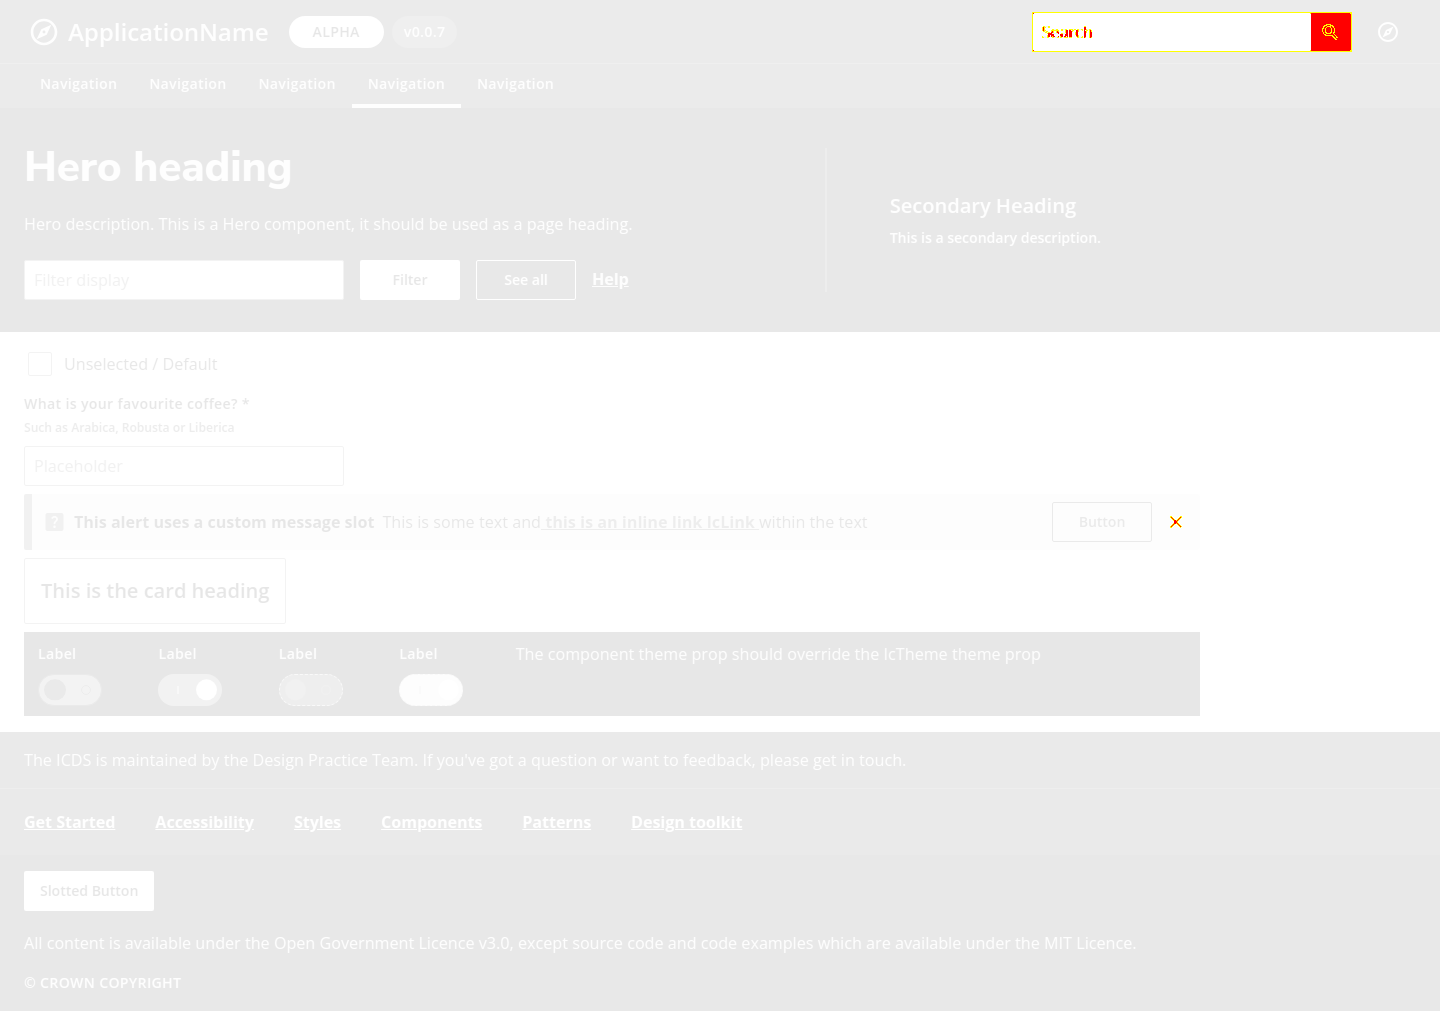 ApplicationName ALPHA v0.0.7 Search
Navigation Navigation Navigation Navigation Navigation
Hero heading
Hero description. This is a Hero component, it should be used as a page heading.
Filter display Filter See all Help
Secondary Heading
This is a secondary description.
Unselected / Default
What is your favourite coffee? *
Such as Arabica, Robusta or Liberica
Placeholder
This alert uses a custom message slot This is some text and this is an inline link IcLink within the text Button
This is the card heading
Label Label Label Label The component theme prop should override the IcTheme theme prop
The ICDS is maintained by the Design Practice Team. If you've got a question or want to feedback, please get in touch.
Get Started Accessibility Styles Components Patterns Design toolkit
Slotted Button
All content is available under the Open Government Licence v3.0, except source code and code examples which are available under the MIT Licence.
© CROWN COPYRIGHT